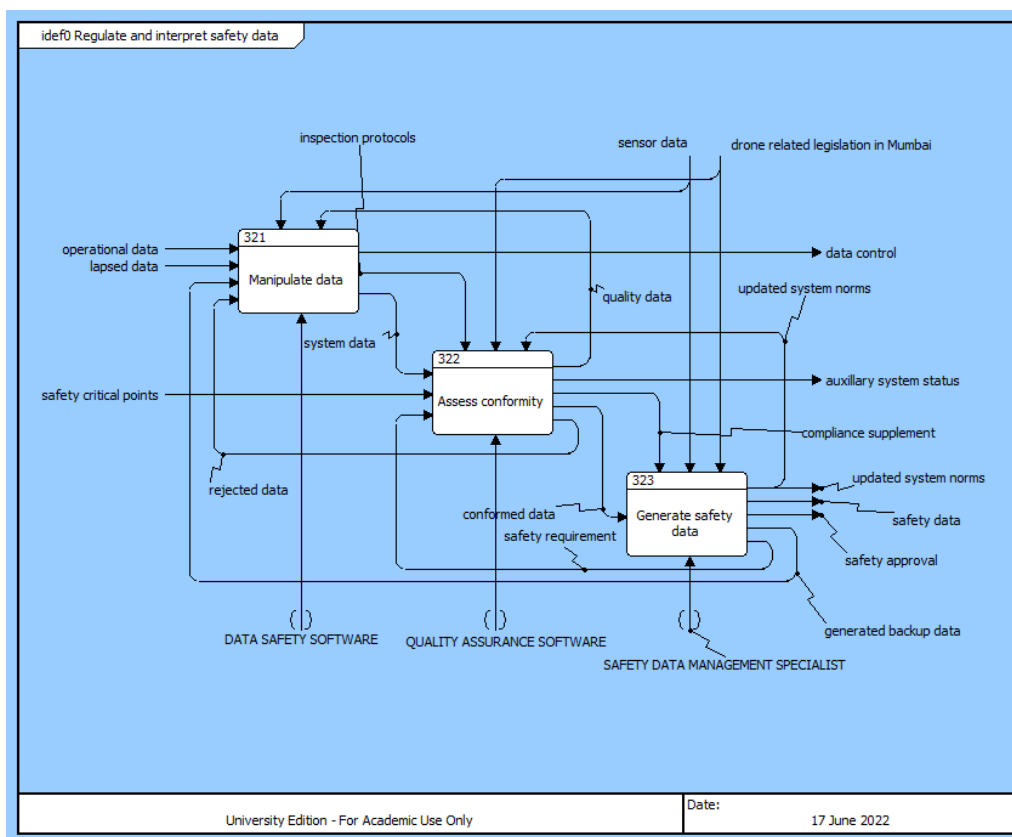 idef0 Regulate and interpret safety data
inspection protocols
sensor data
drone related legislation in Mumbai
321
Manipulate data
operational data
lapsed data
data control
updated system norms
quality data
system data
322
Assess conformity
safety critical points
auxillary system status
compliance supplement
rejected data
323
Generate safety
data
updated system norms
conformed data
safety requirement
safety data
safety approval
generated backup data
DATA SAFETY SOFTWARE
QUALITY ASSURANCE SOFTWARE
SAFETY DATA MANAGEMENT SPECIALIST
University Edition - For Academic Use Only
Date:
17 June 2022